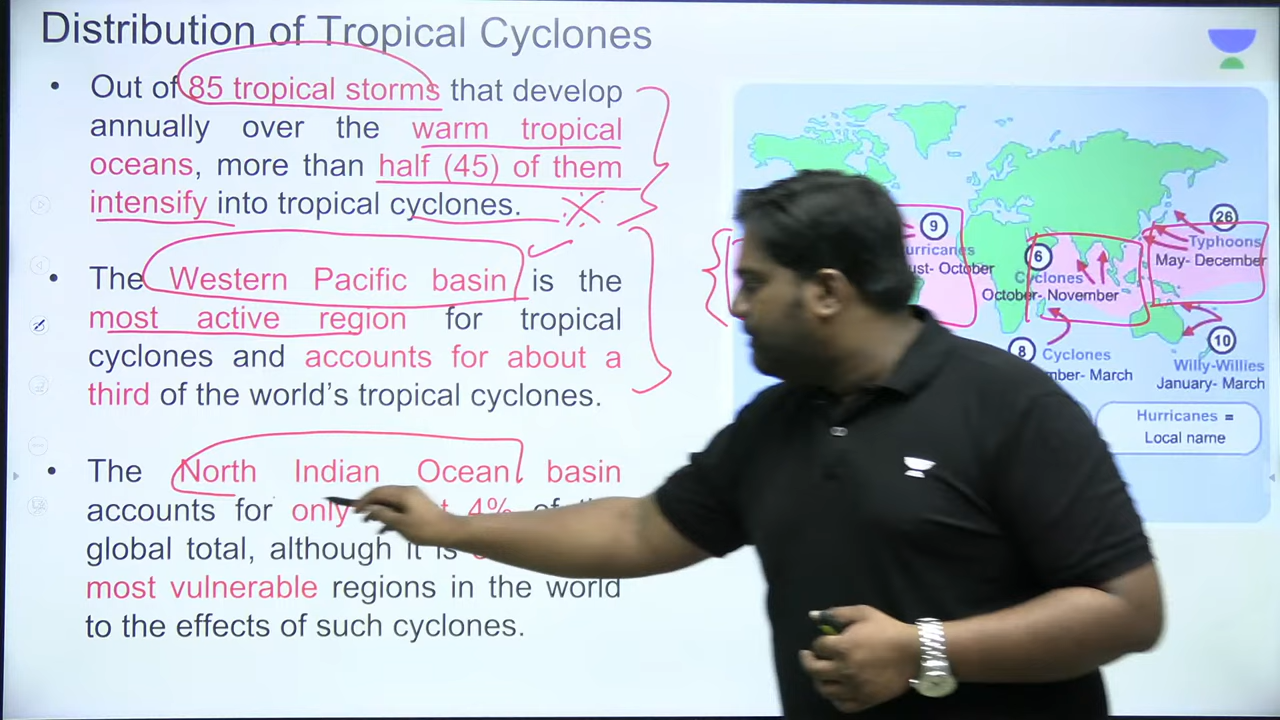 Distribution of Tropical Cyclones
• Out of 85 tropical storms that develop
annually over the warm tropical
oceans, more than half (45) of them
intensify into tropical cyclones.
• The Western Pacific basin is the
most active region for tropical
cyclones and accounts for about a
third of the world's tropical cyclones.
• The North Indian Ocean basin
accounts for only 4% of
global total, although it is
most vulnerable regions in the world
to the effects of such cyclones.
9
October
6
Cyclones
October- November
26
Typhoons
May- December
8
Cyclones
March
10
Willy-Willies
January- March
Hurricanes =
Local name